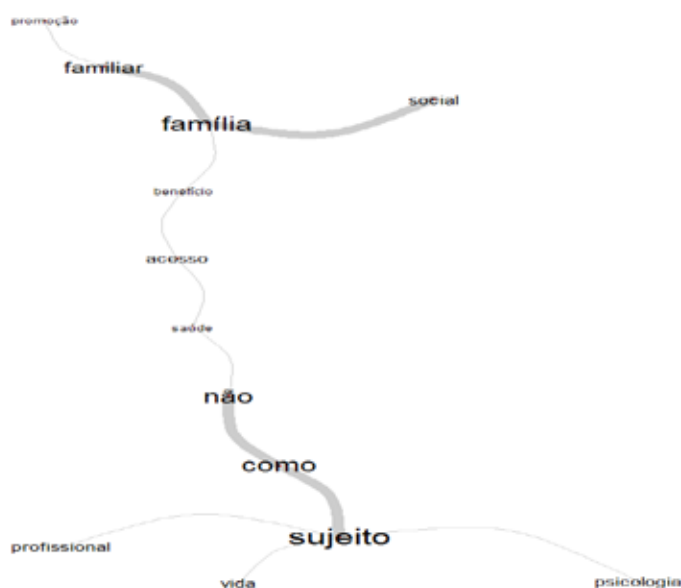 promoção
familiar
social
família
benefício
acesso
saúde
não
como
sujeito
profissional
vida
psicologia